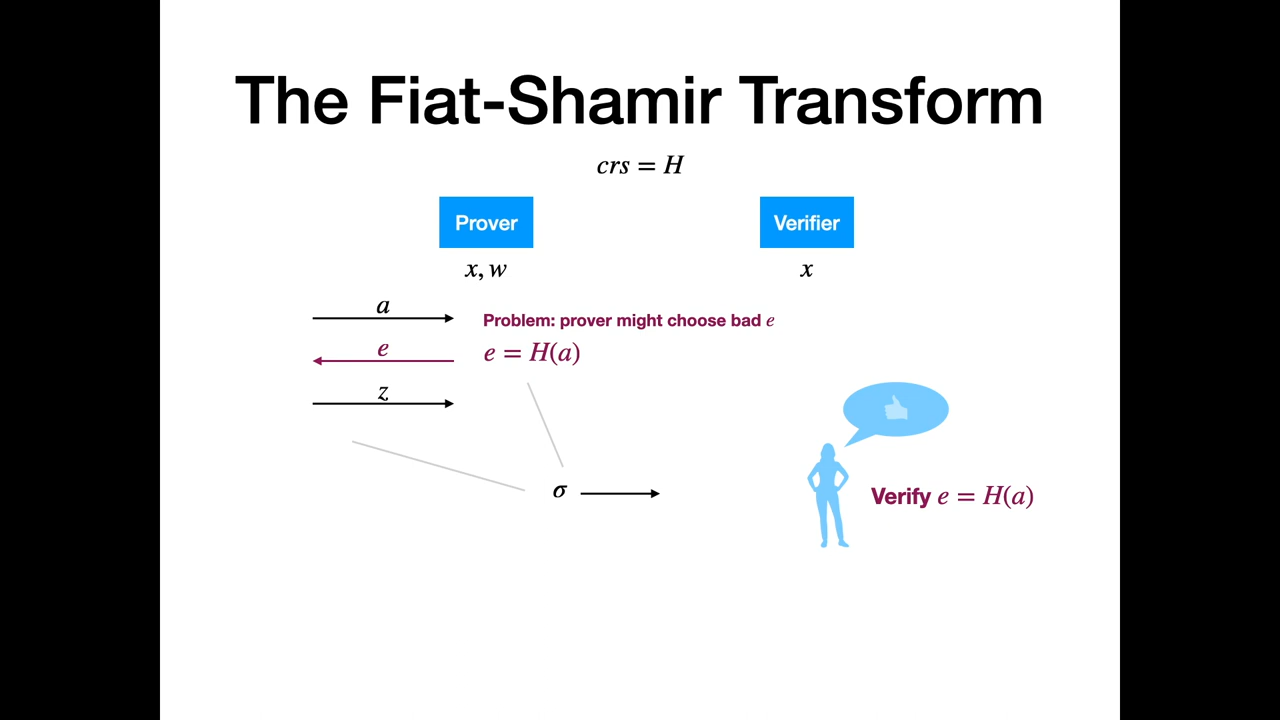 The Fiat-Shamir Transform
crs = H
Prover
Verifier
x, w
x
a
Problem: prover might choose bad e
e
e = H(a)
z
σ
Verify e = H(a)